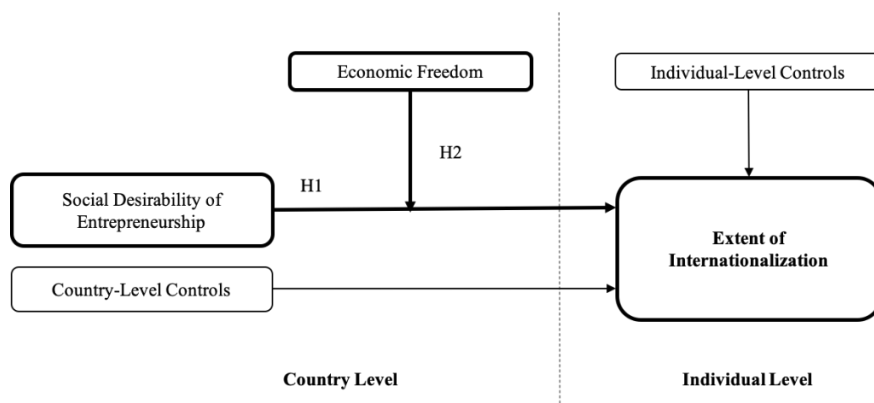 Economic Freedom
Individual-Level Controls
H2
H1
Social Desirability of
Entrepreneurship
Extent of
Internationalization
Country-Level Controls
Country Level
Individual Level